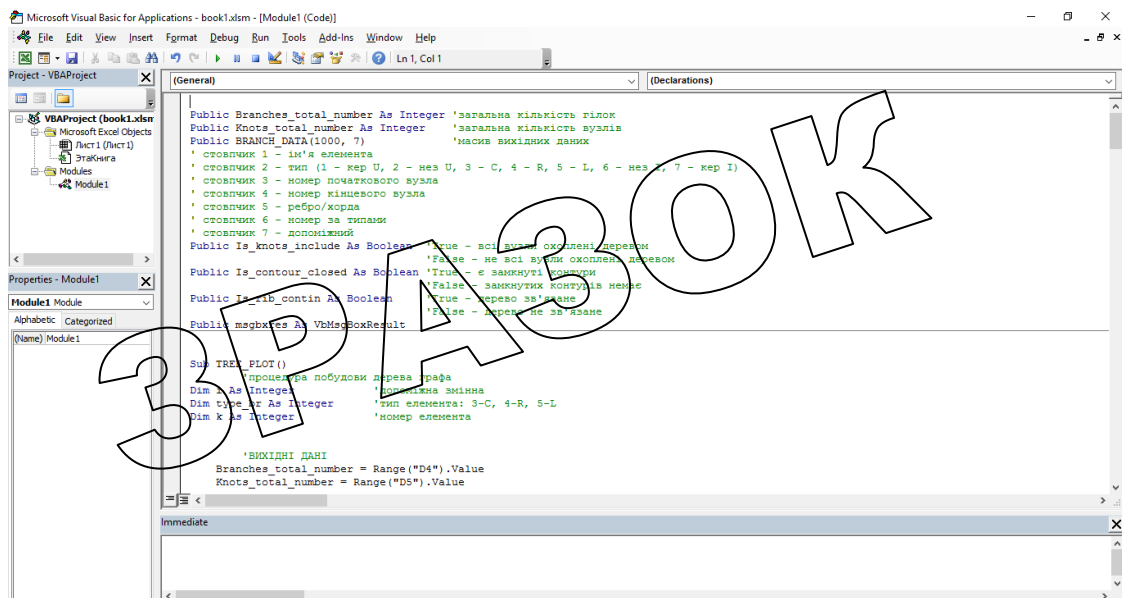 Microsoft Visual Basic for Applications - book1.xlsm - [Module1 (Code)]
File Edit View Insert Format Debug Run Tools Add-Ins Window Help
Ln 1, Col 1
Project - VBAProject
VBAProject (book1.xlsm
Microsoft Excel Objects
Лист1 (Лист1)
ЭтаКнига
Modules
Module1
Properties - Module1
Module1 Module
Alphabetic Categorized
(Name) Module1
(General) (Declarations)
Public Branches_total_number As Integer 'загальна кількість гілок
Public Knots_total_number As Integer 'загальна кількість вузлів
Public BRANCH_DATA(1000, 7) 'масив вихідних даних
' стовпчик 1 - ім'я елемента
' стовпчик 2 - тип (1 - кер U, 2 - нез U, 3 - C, 4 - R, 5 - L, 6 - нез I, 7 - кер I)
' стовпчик 3 - номер початкового вузла
' стовпчик 4 - номер кінцевого вузла
' стовпчик 5 - ребро/хорда
' стовпчик 6 - номер за типами
' стовпчик 7 - допоміжний
Public Is_knots_include As Boolean 'True - всі вузли охоплені деревом
'False - не всі вузли охоплені деревом
Public Is_contour_closed As Boolean 'True - є замкнуті контури
'False - замкнутих контурів немає
Public Is_rib_contin As Boolean 'True - дерево зв'язане
'False - дерево не зв'язане
Public msgbxres As VbMsgBoxResult
Sub TREE_PLOT()
'процедура побудови дерева графа
Dim i As Integer 'допоміжна змінна
Dim type_br As Integer 'тип елемента: 3-C, 4-R, 5-L
Dim k As Integer 'номер елемента
'ВИХІДНІ ДАНІ
Branches_total_number = Range("D4").Value
Knots_total_number = Range("D5").Value
Immediate
ЗРАЗОК